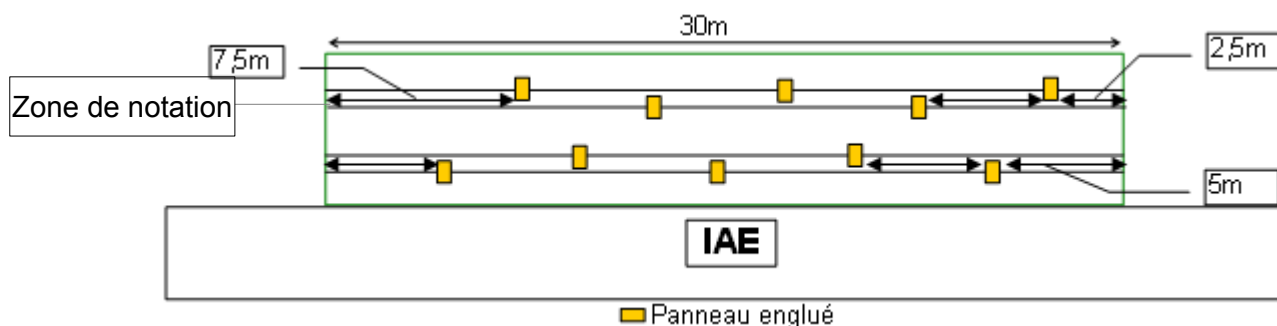 30m
7,5m
2,5m
Zone de notation
5m
IAE
Panneau englué